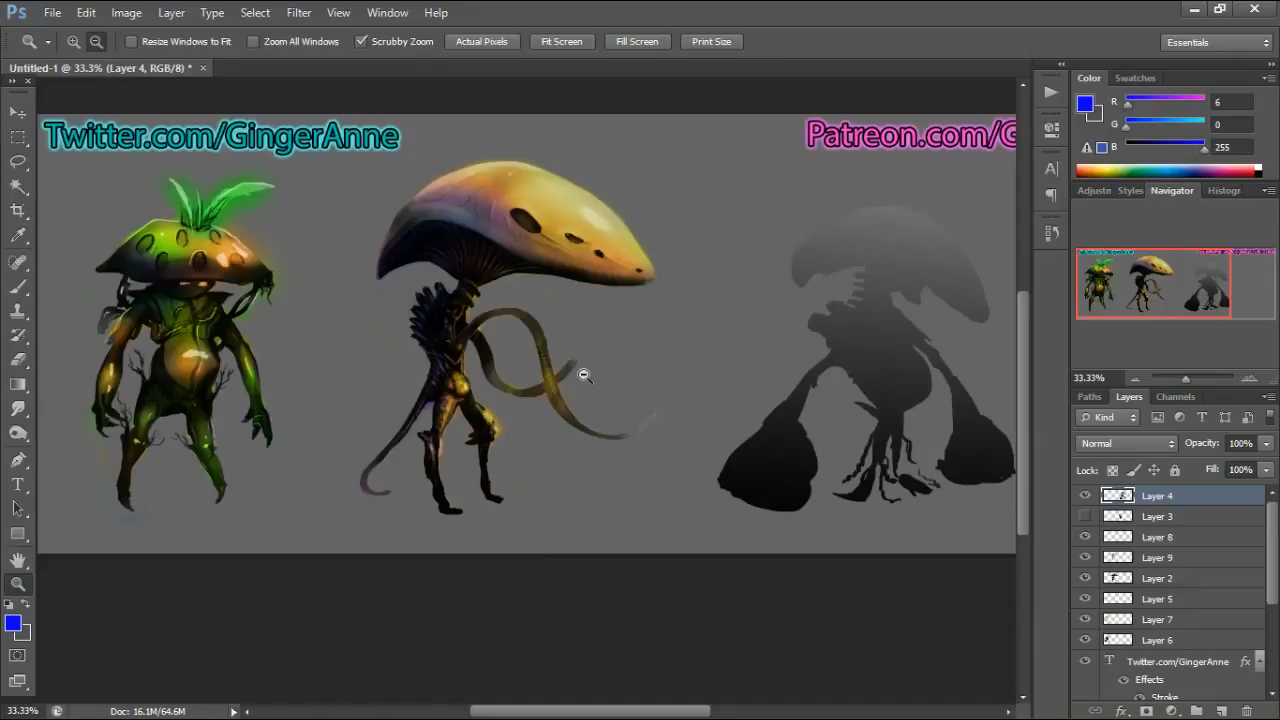 Ps File Edit Image Layer Type Select Filter View Window Help
Resize Windows to Fit Zoom All Windows Scrubby Zoom Actual Pixels Fit Screen Fill Screen Print Size Essentials
Untitled-1 @ 33.3% (Layer 4, RGB/8) * ×
Twitter.com/GingerAnne
Patreon.com/G
Color Swatches
R 6
G 0
B 255
Styles Navigator
33.33%
Paths Layers Channels
Kind
Normal Opacity: 100%
Lock: Fill: 100%
Layer 4
Layer 3
Layer 8
Layer 9
Layer 2
Layer 5
Layer 7
Layer 6
T Twitter.com/GingerAnne fx
Effects
Stroke
33.33% Doc: 16.1M/64.6M